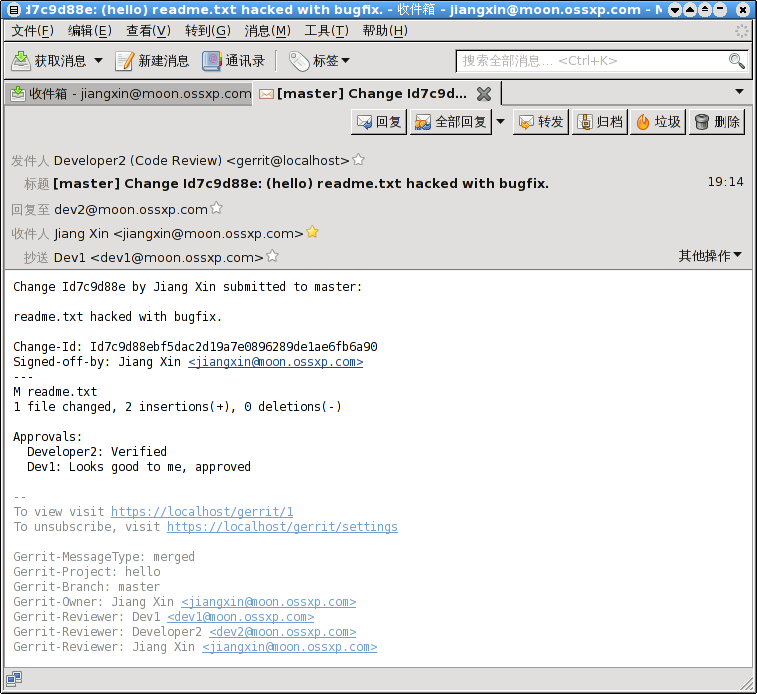 d7c9d88e: (hello) readme.txt hacked with bugfix. - 收件箱 - jiangxin@moon.ossxp.com - M
文件(F) 编辑(E) 查看(V) 转到(G) 消息(M) 工具(T) 帮助(H)
获取消息 新建消息 通讯录 标签 搜索全部消息... <Ctrl+K>
收件箱 - jiangxin@moon.ossxp.com [master] Change Id7c9d...
回复 全部回复 转发 归档 垃圾 删除
发件人 Developer2 (Code Review) <gerrit@localhost>
标题 [master] Change Id7c9d88e: (hello) readme.txt hacked with bugfix. 19:14
回复至 dev2@moon.ossxp.com
收件人 Jiang Xin <jiangxin@moon.ossxp.com>
抄送 Dev1 <dev1@moon.ossxp.com> 其他操作
Change Id7c9d88e by Jiang Xin submitted to master:
readme.txt hacked with bugfix.
Change-Id: Id7c9d88ebf5dac2d19a7e0896289de1ae6fb6a90
Signed-off-by: Jiang Xin <jiangxin@moon.ossxp.com>
---
M readme.txt
1 file changed, 2 insertions(+), 0 deletions(-)
Approvals:
Developer2: Verified
Dev1: Looks good to me, approved
--
To view visit https://localhost/gerrit/1
To unsubscribe, visit https://localhost/gerrit/settings
Gerrit-MessageType: merged
Gerrit-Project: hello
Gerrit-Branch: master
Gerrit-Owner: Jiang Xin <jiangxin@moon.ossxp.com>
Gerrit-Reviewer: Dev1 <dev1@moon.ossxp.com>
Gerrit-Reviewer: Developer2 <dev2@moon.ossxp.com>
Gerrit-Reviewer: Jiang Xin <jiangxin@moon.ossxp.com>